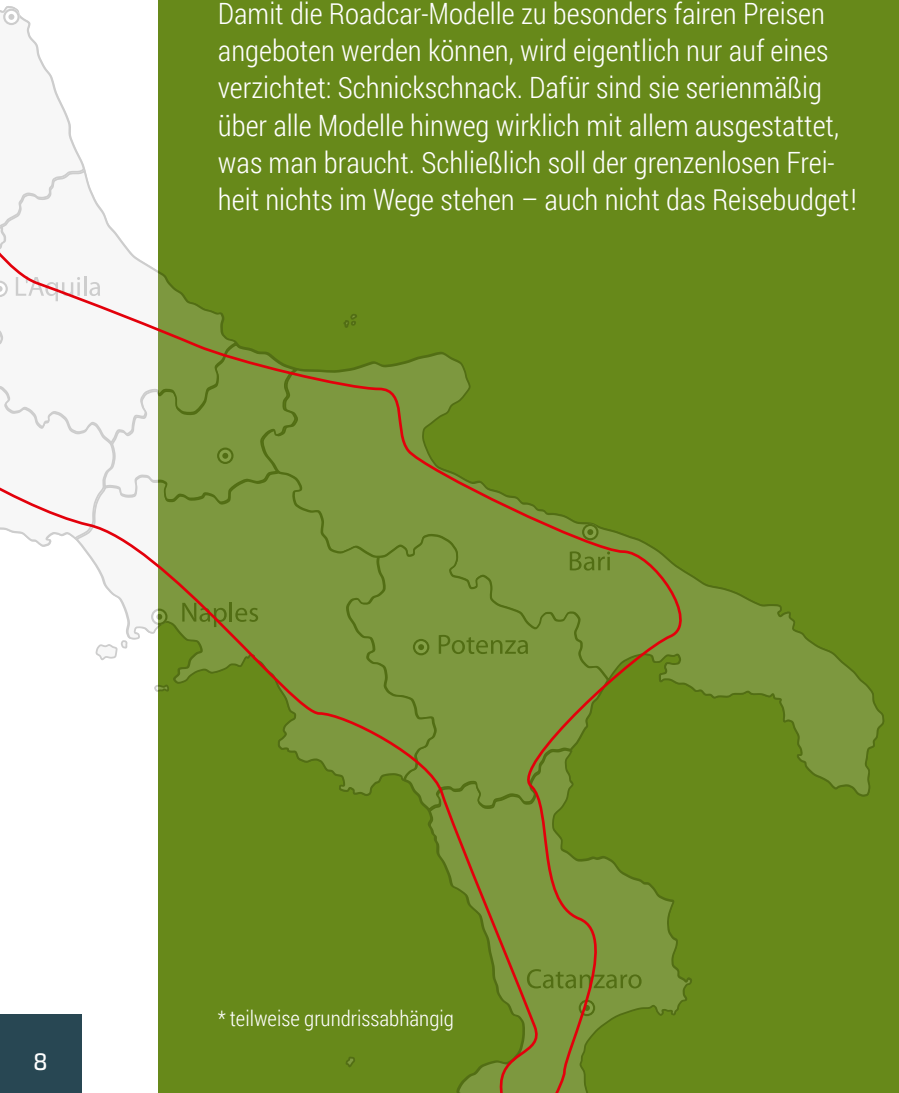 Damit die Roadcar-Modelle zu besonders fairen Preisen
angeboten werden können, wird eigentlich nur auf eines
verzichtet: Schnickschnack. Dafür sind sie serienmäßig
über alle Modelle hinweg wirklich mit allem ausgestattet,
was man braucht. Schließlich soll der grenzenlosen Frei-
heit nichts im Wege stehen – auch nicht das Reisebudget!
L'Aquila
Bari
Naples
Potenza
Catanzaro
* teilweise grundrissabhängig
8